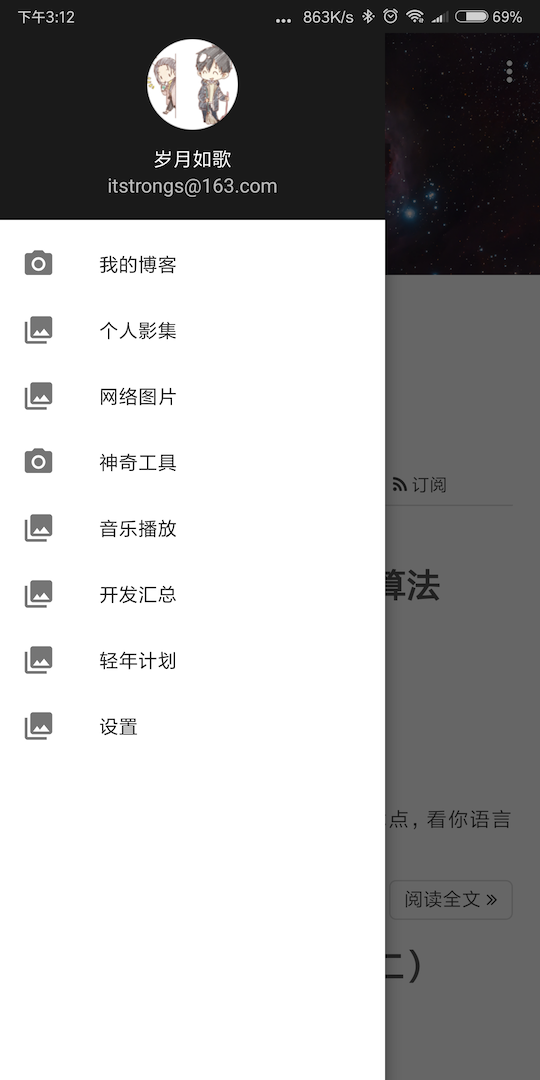 下午3:12 ... 863K/s 69%
岁月如歌
itstrongs@163.com
我的博客
个人影集
网络图片
神奇工具
音乐播放
开发汇总
轻年计划
设置
订阅
算法
点，看你语言
阅读全文 »
二）